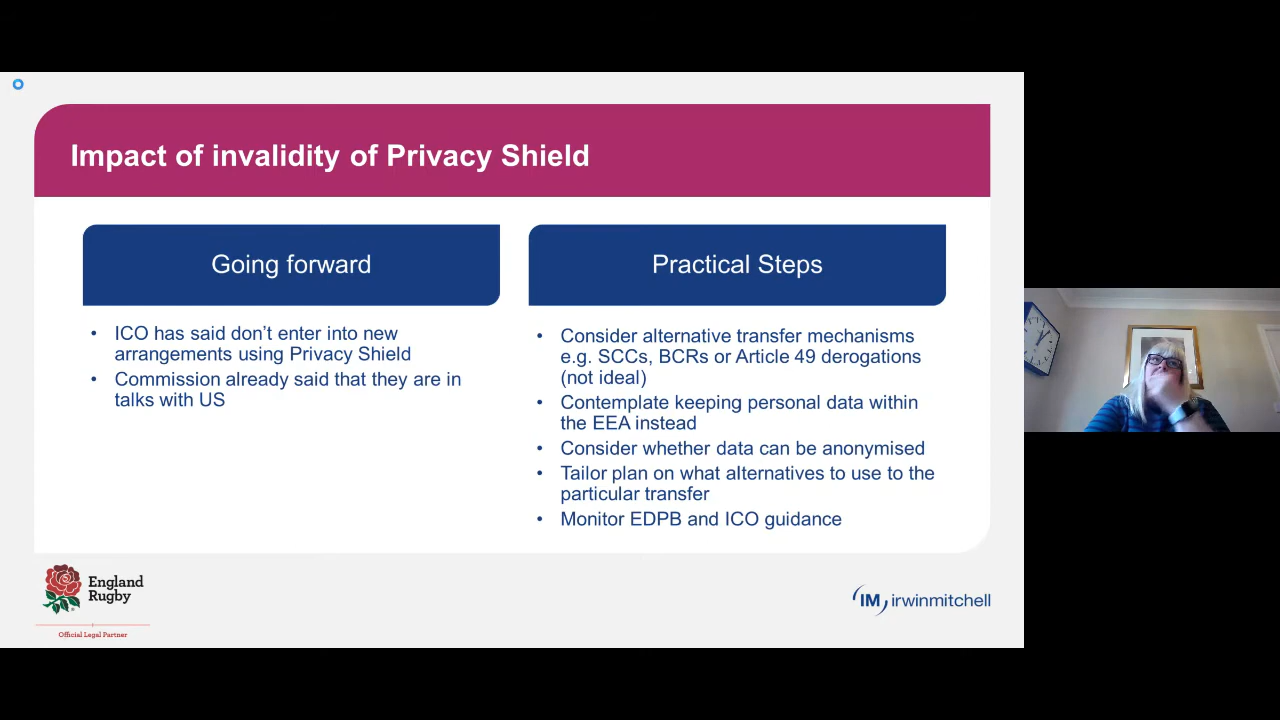 Impact of invalidity of Privacy Shield
Going forward
• ICO has said don’t enter into new
arrangements using Privacy Shield
• Commission already said that they are in
talks with US
Practical Steps
• Consider alternative transfer mechanisms
e.g. SCCs, BCRs or Article 49 derogations
(not ideal)
• Contemplate keeping personal data within
the EEA instead
• Consider whether data can be anonymised
• Tailor plan on what alternatives to use to the
particular transfer
• Monitor EDPB and ICO guidance
England
Rugby
Official Legal Partner
IM irwinmitchell